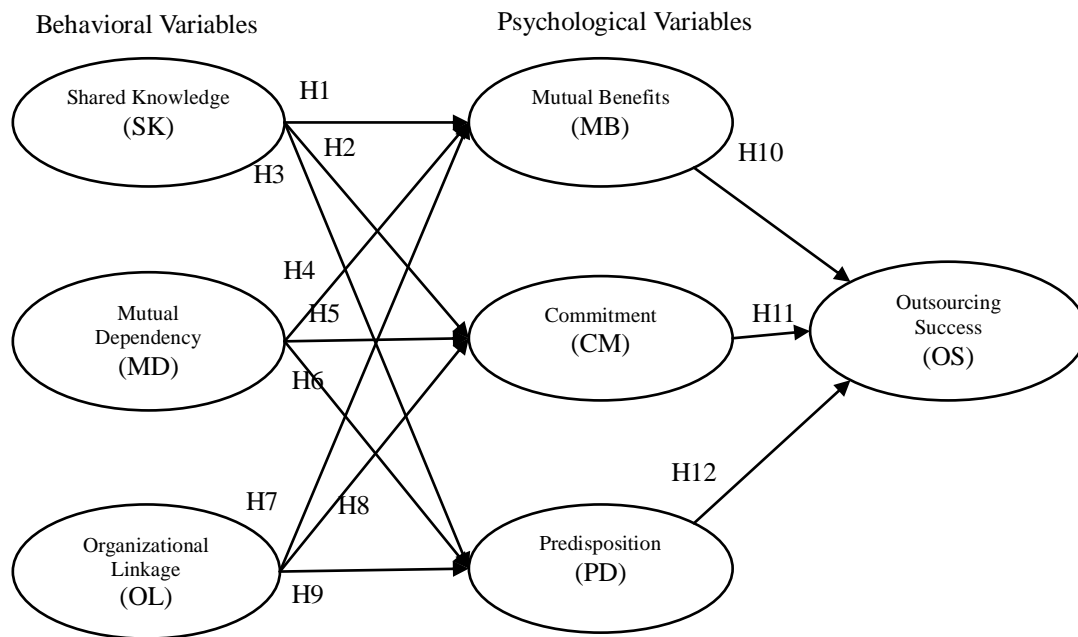 Behavioral Variables
Psychological Variables
Shared Knowledge
(SK)
H1
H2
H3
Mutual Benefits
(MB)
H10
H4
H5
H6
Mutual
Dependency
(MD)
Commitment
(CM)
H11
Outsourcing
Success
(OS)
H7
H8
H9
H12
Organizational
Linkage
(OL)
Predisposition
(PD)